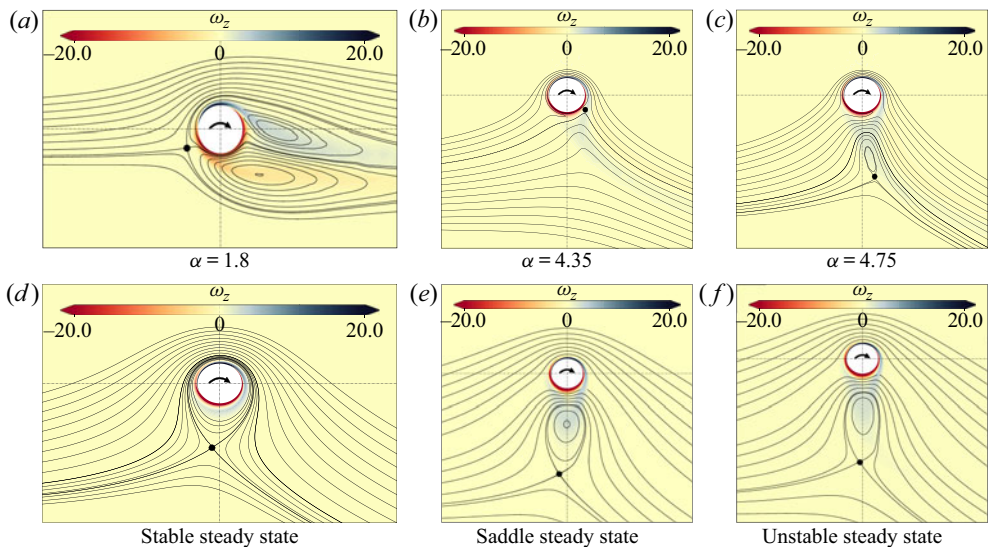 (a)
ω_z
−20.0 0 20.0
α = 1.8
(b)
ω_z
−20.0 0 20.0
α = 4.35
(c)
ω_z
−20.0 0 20.0
α = 4.75
(d)
ω_z
−20.0 0 20.0
Stable steady state
(e)
ω_z
−20.0 0 20.0
Saddle steady state
(f)
ω_z
−20.0 0 20.0
Unstable steady state